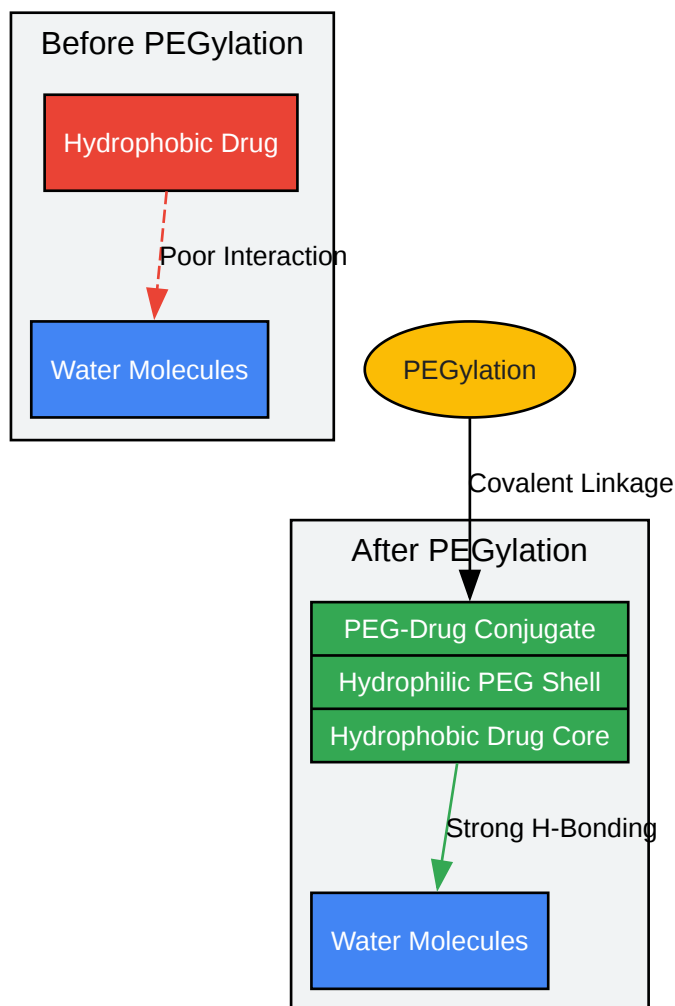 Before PEGylation
Hydrophobic Drug
Poor Interaction
Water Molecules
PEGylation
Covalent Linkage
After PEGylation
PEG-Drug Conjugate
Hydrophilic PEG Shell
Hydrophobic Drug Core
Strong H-Bonding
Water Molecules